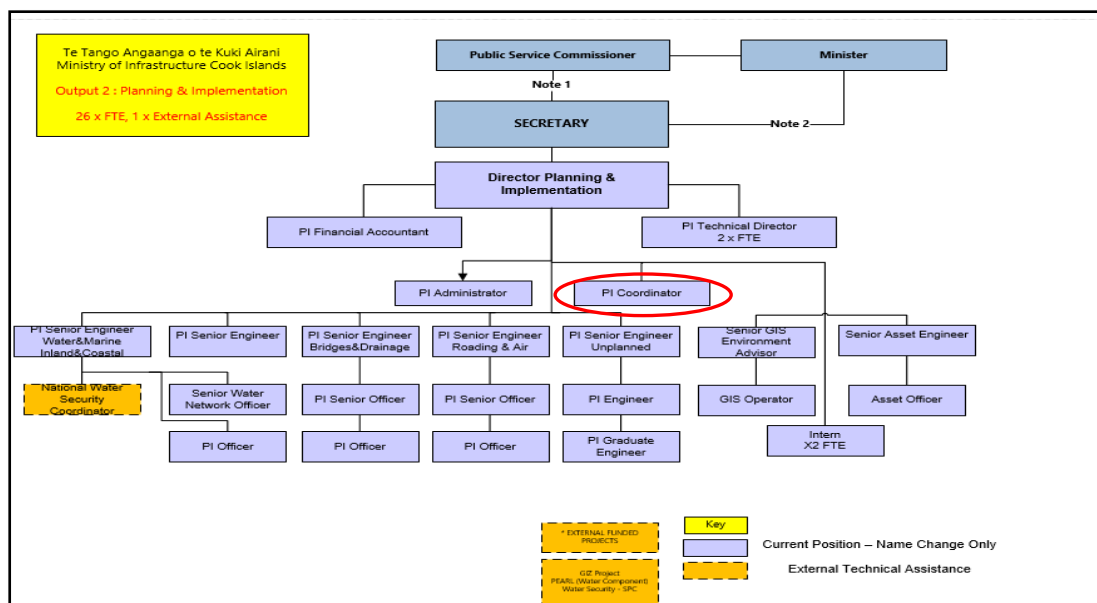 Te Tango Angaanga o te Kuki Airani
Ministry of Infrastructure Cook Islands
Output 2 : Planning & Implementation
26 x FTE, 1 x External Assistance
Public Service Commissioner
Minister
Note 1
SECRETARY
Note 2
Director Planning &
Implementation
PI Financial Accountant
PI Technical Director
2 x FTE
PI Administrator
PI Coordinator
PI Senior Engineer
Water&Marine
Inland&Coastal
PI Senior Engineer
PI Senior Engineer
Bridges&Drainage
PI Senior Engineer
Roading & Air
PI Senior Engineer
Unplanned
Senior GIS
Environment
Advisor
Senior Asset Engineer
National Water
Security
Coordinator
Senior Water
Network Officer
PI Senior Officer
PI Senior Officer
PI Engineer
GIS Operator
Asset Officer
PI Officer
PI Officer
PI Officer
PI Graduate
Engineer
Intern
X2 FTE
* EXTERNAL FUNDED
PROJECTS
GIZ Project
PEARL (Water Component)
Water Security - SPC
Key
Current Position – Name Change Only
External Technical Assistance